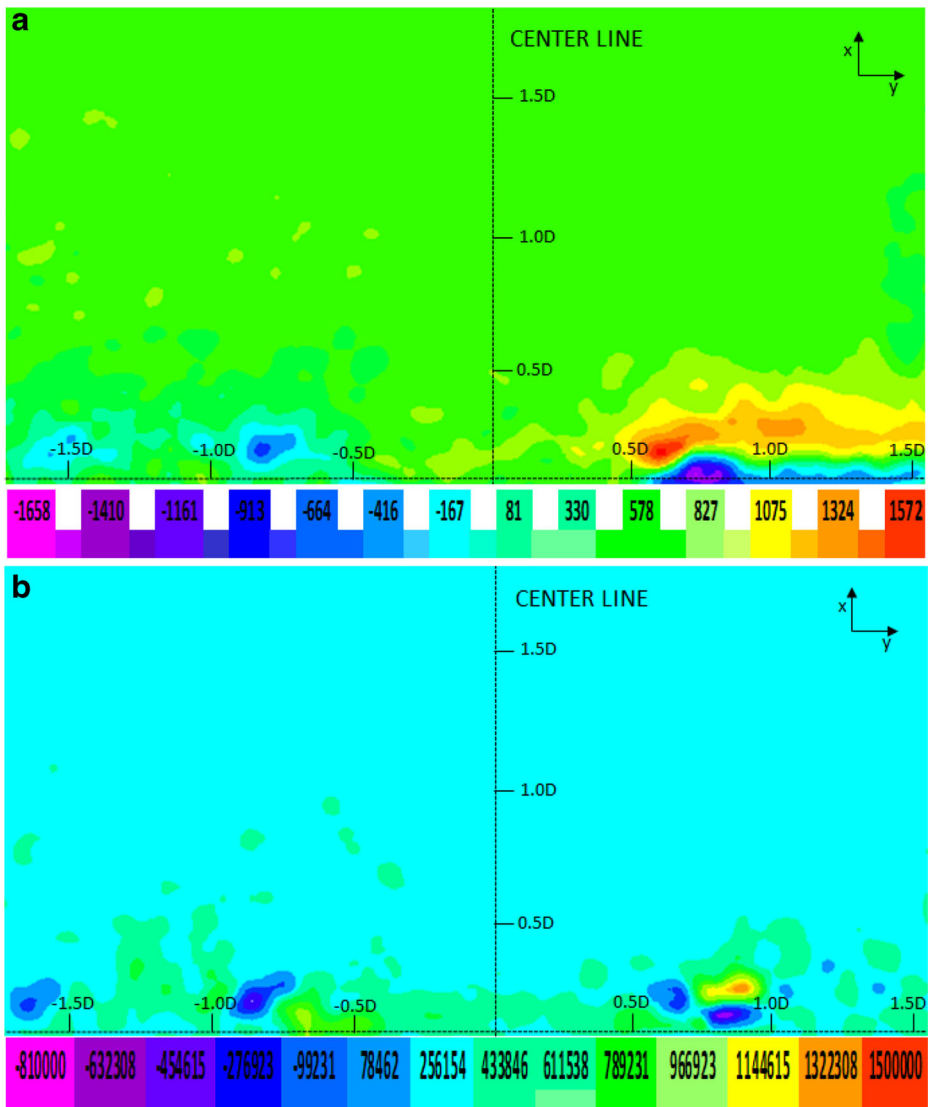 a
CENTER LINE
x
y
1.5D
1.0D
0.5D
-1.5D -1.0D -0.5D 0.5D 1.0D 1.5D
-1658 -1410 -1161 -913 -664 -416 -167 81 330 578 827 1075 1324 1572
b
CENTER LINE
x
y
1.5D
1.0D
0.5D
-1.5D -1.0D -0.5D 0.5D 1.0D 1.5D
-810000 -632308 -454615 -276923 -99231 78462 256154 433846 611538 789231 966923 1144615 1322308 1500000